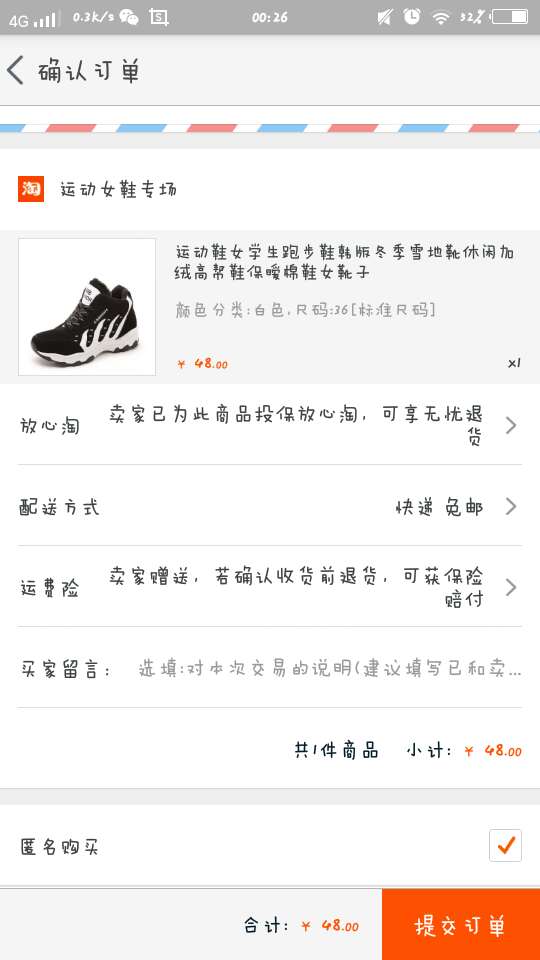 4G 0.3k/s 00:26 32%
确认订单
淘 运动女鞋专场
运动鞋女学生跑步鞋韩版冬季雪地靴休闲加
绒高帮鞋保暖棉鞋女靴子
颜色分类:白色,尺码:36[标准尺码]
¥ 48.00 x1
放心淘 卖家已为此商品投保放心淘，可享无忧退
货
配送方式 快递 免邮
运费险 卖家赠送，若确认收货前退货，可获保险
赔付
买家留言: 选填:对本次交易的说明(建议填写已和卖...
共1件商品 小计: ¥ 48.00
匿名购买
合计: ¥ 48.00 提交订单